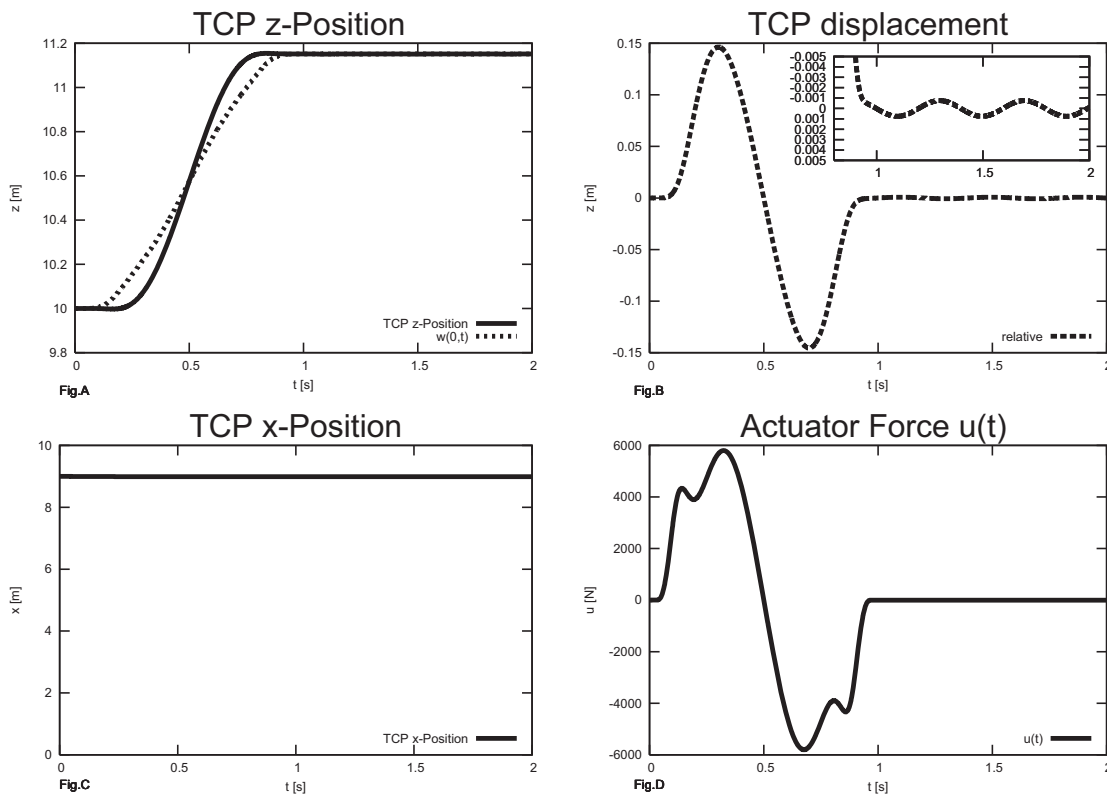 TCP z-Position
11.2
11
10.8
z [m]
10.6
10.4
10.2
10
9.8
TCP z-Position
w(0,t)
0
0.5
1
1.5
2
t [s]
Fig.A
TCP displacement
0.15
0.1
0.05
z [m]
0
-0.05
-0.1
-0.15
-0.005
-0.004
-0.003
-0.002
-0.001
0
0.001
0.002
0.003
0.004
0.005
1
1.5
2
relative
0
0.5
1
1.5
2
t [s]
Fig.B
TCP x-Position
10
8
6
x [m]
4
2
0
TCP x-Position
0
0.5
1
1.5
2
t [s]
Fig.C
Actuator Force u(t)
6000
4000
2000
u [N]
0
-2000
-4000
-6000
u(t)
0
0.5
1
1.5
2
t [s]
Fig.D